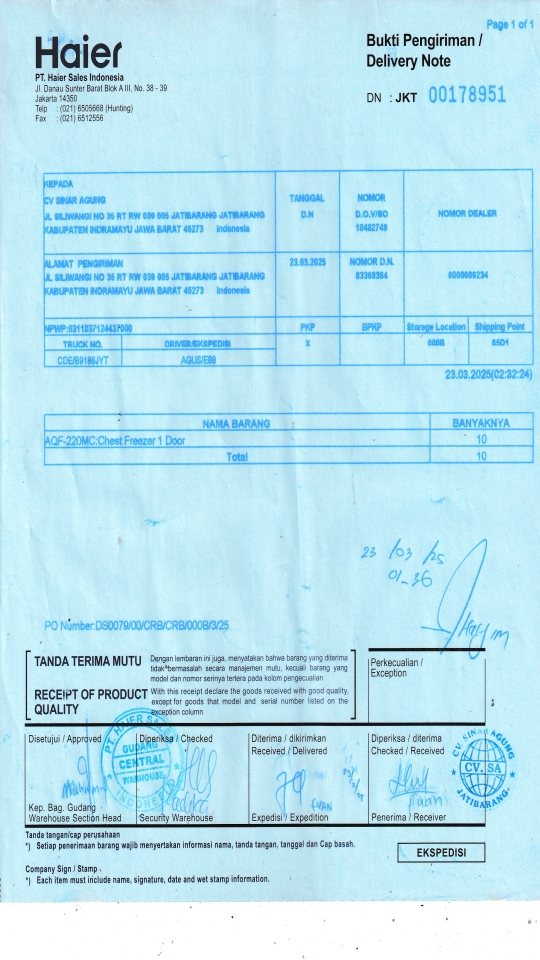 Page 1 of 1
Haier
Bukti Pengiriman /
Delivery Note
PT. Haier Sales Indonesia
Jl. Danau Sunter Barat Blok A III, No. 38 - 39
Jakarta 14350
Telp : (021) 6505668 (Hunting)
Fax : (021) 6512556
DN : JKT 00178951
KEPADA
CV SINAR AGUNG
JL SILIWANGI NO 35 RT RW 039 005 JATIBARANG JATIBARANG
KABUPATEN INDRAMAYU JAWA BARAT 45273 Indonesia
TANGGAL
D.N
NOMOR
D.O.V/SO
10482749
NOMOR DEALER
ALAMAT PENGIRIMAN
JL SILIWANGI NO 35 RT RW 039 005 JATIBARANG JATIBARANG
KABUPATEN INDRAMAYU JAWA BARAT 45273 Indonesia
23.03.2025
NOMOR D.N.
83369364
6000609234
NPWP:0311837124437000
PKP
BPKP
Storege Location
Shipping Point
TRUCK NO.
DRIVER/EKSPEDISI
X
000B
65D1
CDE/B9186JYT
AGUS/E88
23.03.2025(02:32:24)
NAMA BARANG
BANYAKNYA
AQF-220MC:Chest Freezer 1 Door
10
Total
10
23/03/25
01-36
PO Number:DS0079/00/CRB/CRB/000B/3/25
TANDA TERIMA MUTU
Dengan lembaran ini juga, menyatakan bahwa barang yang diterima
tidak bermasalah secara manajemen mutu, kecuali barang yang
model dan nomor serinya tertera pada kolom pengecualian
RECEIPT OF PRODUCT
QUALITY
With this receipt declare the goods received with good quality,
except for goods that model and serial number listed on the
exception column
Perkecualian /
Exception
Disetujui / Approved
Diperiksa / Checked
Diterima / dikirimkan
Received / Delivered
Diperiksa / diterima
Checked / Received
PT. HAIER SALES
GUDANG
CENTRAL
WAREHOUSE
INDONESIA
CV. SINAR AGUNG
CV. SA
JATIBARANG
Kep. Bag. Gudang
Warehouse Section Head
Security Warehouse
Expedisi / Expedition
Penerima / Receiver
Tanda tangan/cap perusahaan
*) Setiap penerimaan barang wajib menyertakan informasi nama, tanda tangan, tanggal dan Cap basah.
EKSPEDISI
Company Sign / Stamp
*) Each item must include name, signature, date and wet stamp information.